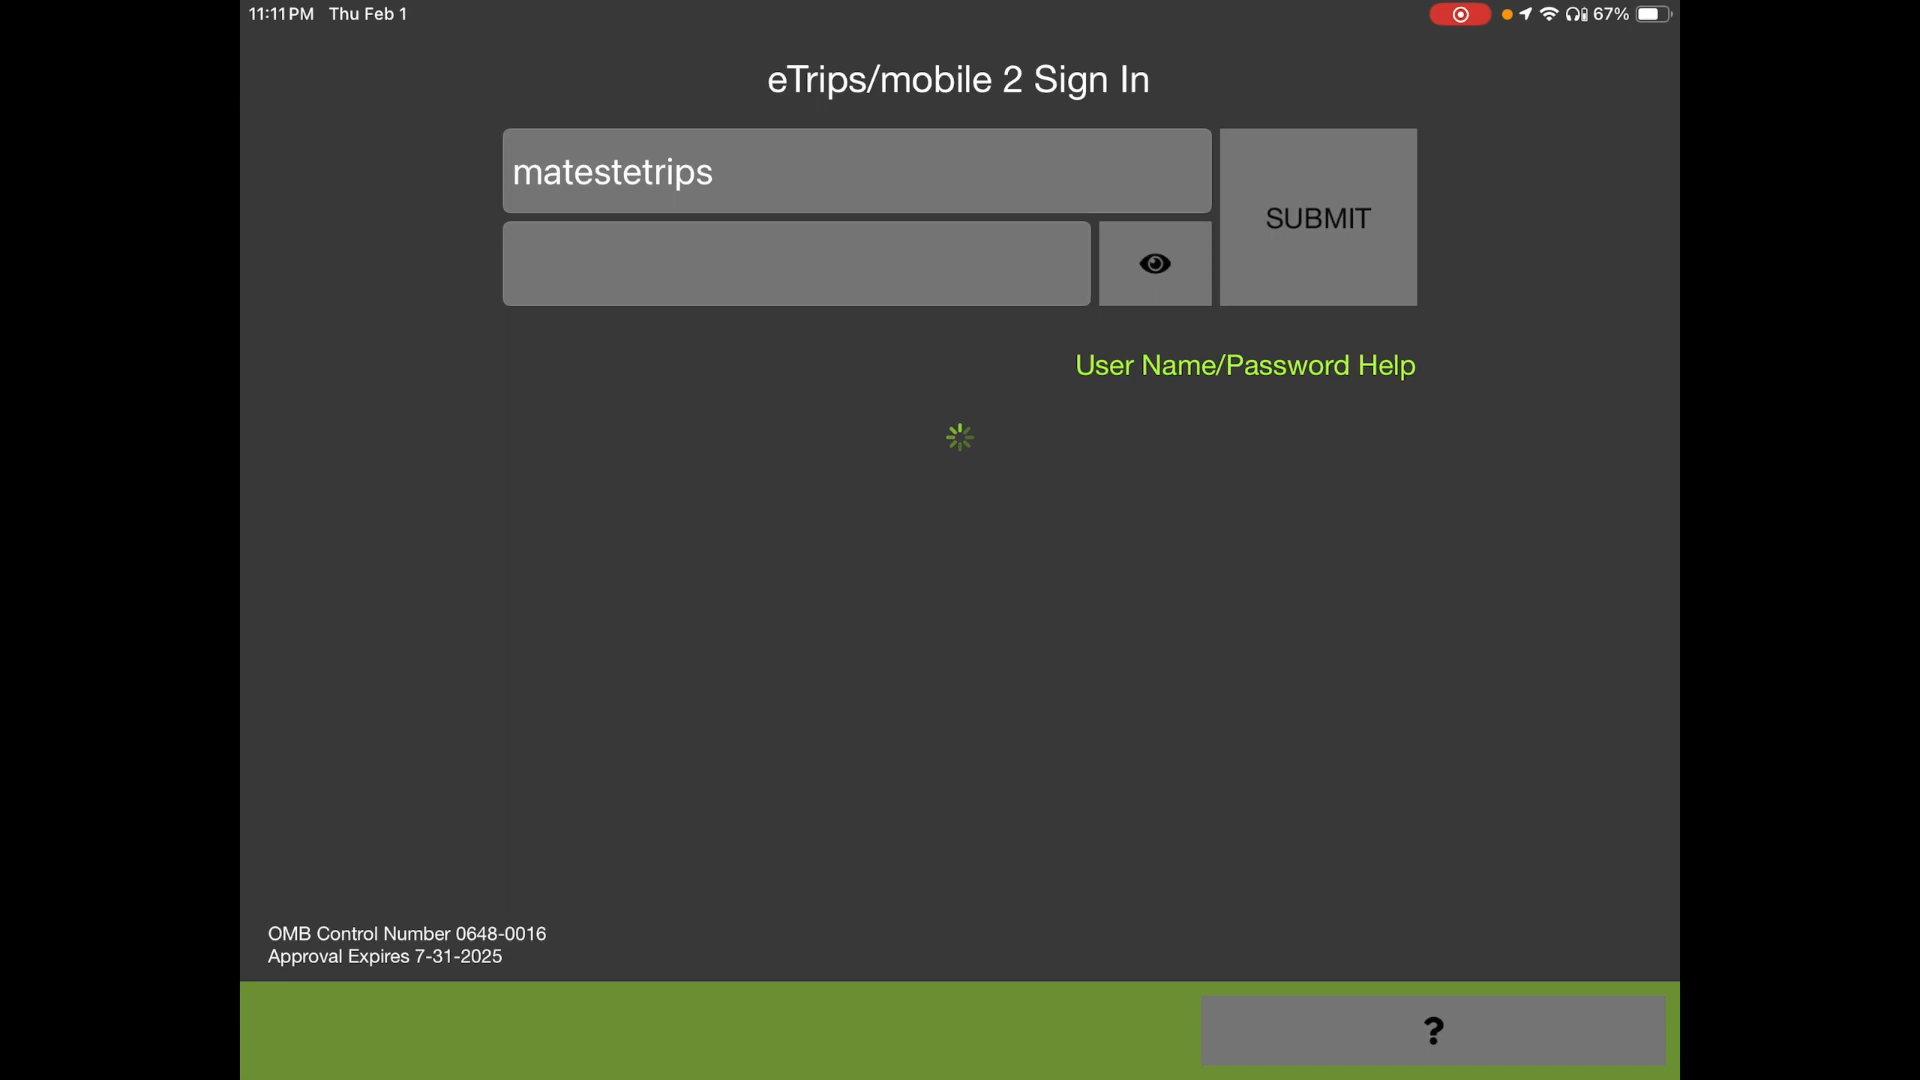 11:11 PM Thu Feb 1
67%
eTrips/mobile 2 Sign In
matestetrips
SUBMIT
User Name/Password Help
OMB Control Number 0648-0016
Approval Expires 7-31-2025
?